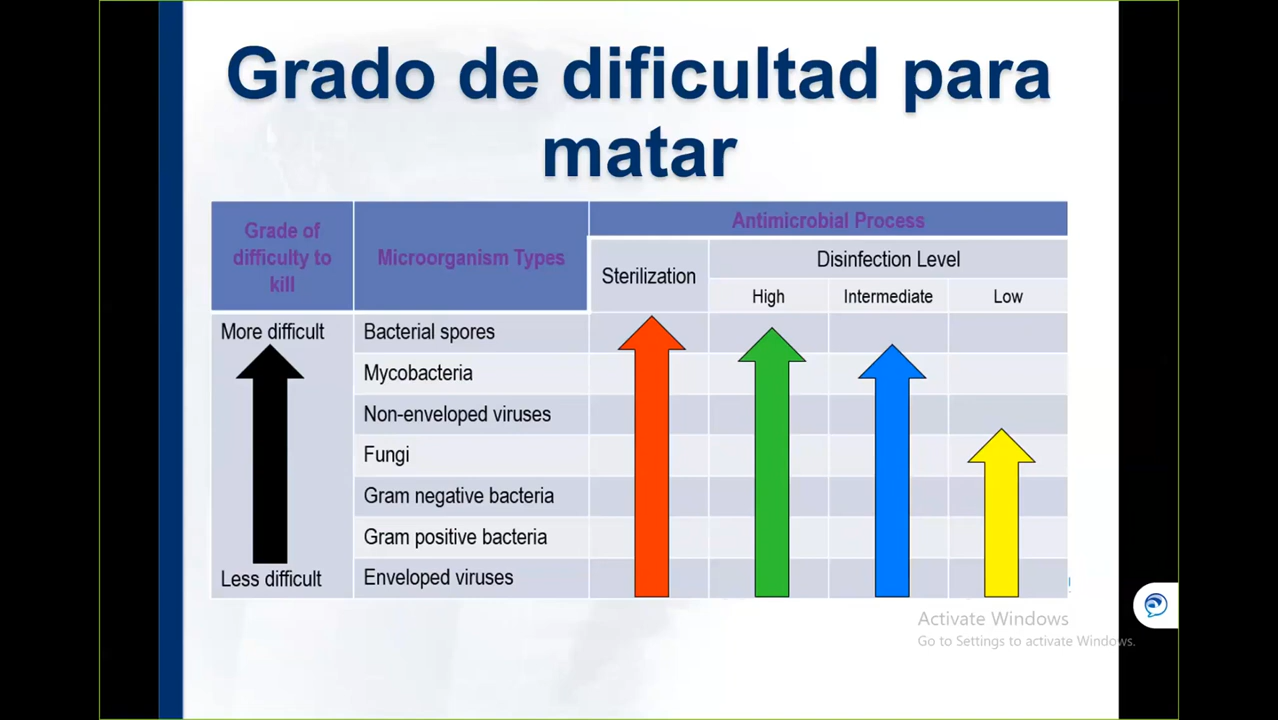 Grado de dificultad para
matar
Grade of
difficulty to
kill
Microorganism Types
Antimicrobial Process
Sterilization
Disinfection Level
High
Intermediate
Low
More difficult
Less difficult
Bacterial spores
Mycobacteria
Non-enveloped viruses
Fungi
Gram negative bacteria
Gram positive bacteria
Enveloped viruses
Activate Windows
Go to Settings to activate Windows.